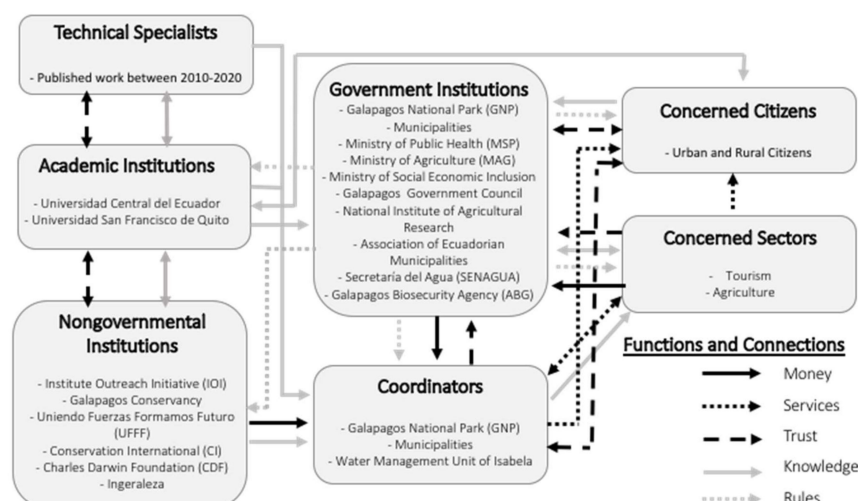 Technical Specialists
- Published work between 2010-2020
Academic Institutions
- Universidad Central del Ecuador
- Universidad San Francisco de Quito
Nongovernmental
Institutions
- Institute Outreach Initiative (IOI)
- Galapagos Conservancy
- Uniendo Fuerzas Formamos Futuro
(UFFF)
- Conservation International (CI)
- Charles Darwin Foundation (CDF)
- Ingeraleza
Government Institutions
- Galapagos National Park (GNP)
- Municipalities
- Ministry of Public Health (MSP)
- Ministry of Agriculture (MAG)
- Ministry of Social Economic Inclusion
- Galapagos Government Council
- National Institute of Agricultural
Research
- Association of Ecuadorian
Municipalities
- Secretaría del Agua (SENAGUA)
- Galapagos Biosecurity Agency (ABG)
Coordinators
- Galapagos National Park (GNP)
- Municipalities
- Water Management Unit of Isabela
Concerned Citizens
- Urban and Rural Citizens
Concerned Sectors
- Tourism
- Agriculture
Functions and Connections
Money
Services
Trust
Knowledge
Rules